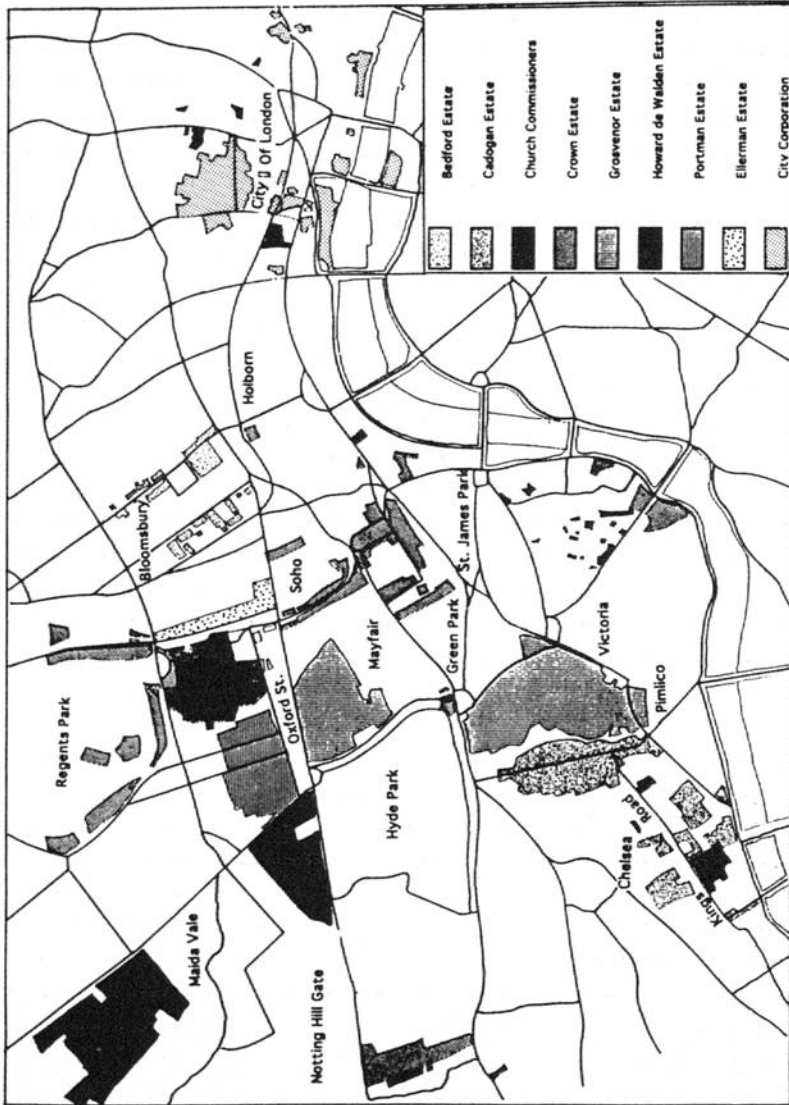 Maida Vale
Regents Park
Bloomsbury
City Of London
Holborn
Oxford St.
Soho
Notting Hill Gate
Mayfair
Hyde Park
Green Park
St. James Park
Victoria
Pimlico
Chelsea
Kings Road
Bedford Estate
Cadogan Estate
Church Commissioners
Crown Estate
Grosvenor Estate
Howard de Walden Estate
Portman Estate
Ellerman Estate
City Corporation